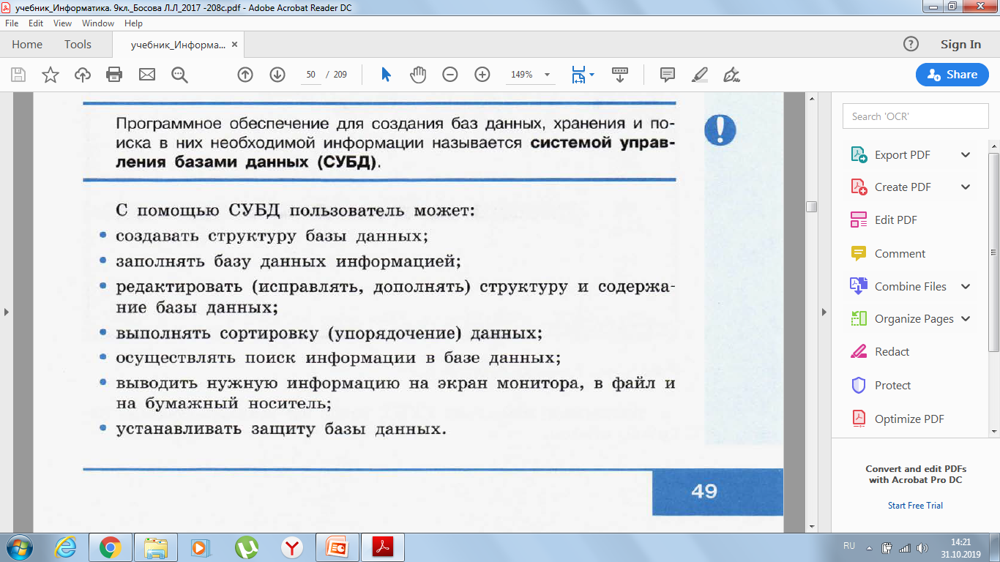 учебник_Информатика. 9кл._Босова Л.Л_2017 -208с.pdf - Adobe Acrobat Reader DC
File Edit View Window Help
Home Tools учебник_Информа... × ? Sign In
50 / 209 149% Share
Программное обеспечение для создания баз данных, хранения и по-
иска в них необходимой информации называется системой управ-
ления базами данных (СУБД).
С помощью СУБД пользователь может:
• создавать структуру базы данных;
• заполнять базу данных информацией;
• редактировать (исправлять, дополнять) структуру и содержа-
ние базы данных;
• выполнять сортировку (упорядочение) данных;
• осуществлять поиск информации в базе данных;
• выводить нужную информацию на экран монитора, в файл и
на бумажный носитель;
• устанавливать защиту базы данных.
49
Search 'OCR'
Export PDF
Create PDF
Edit PDF
Comment
Combine Files
Organize Pages
Redact
Protect
Optimize PDF
Convert and edit PDFs
with Acrobat Pro DC
Start Free Trial
RU 14:21
31.10.2019